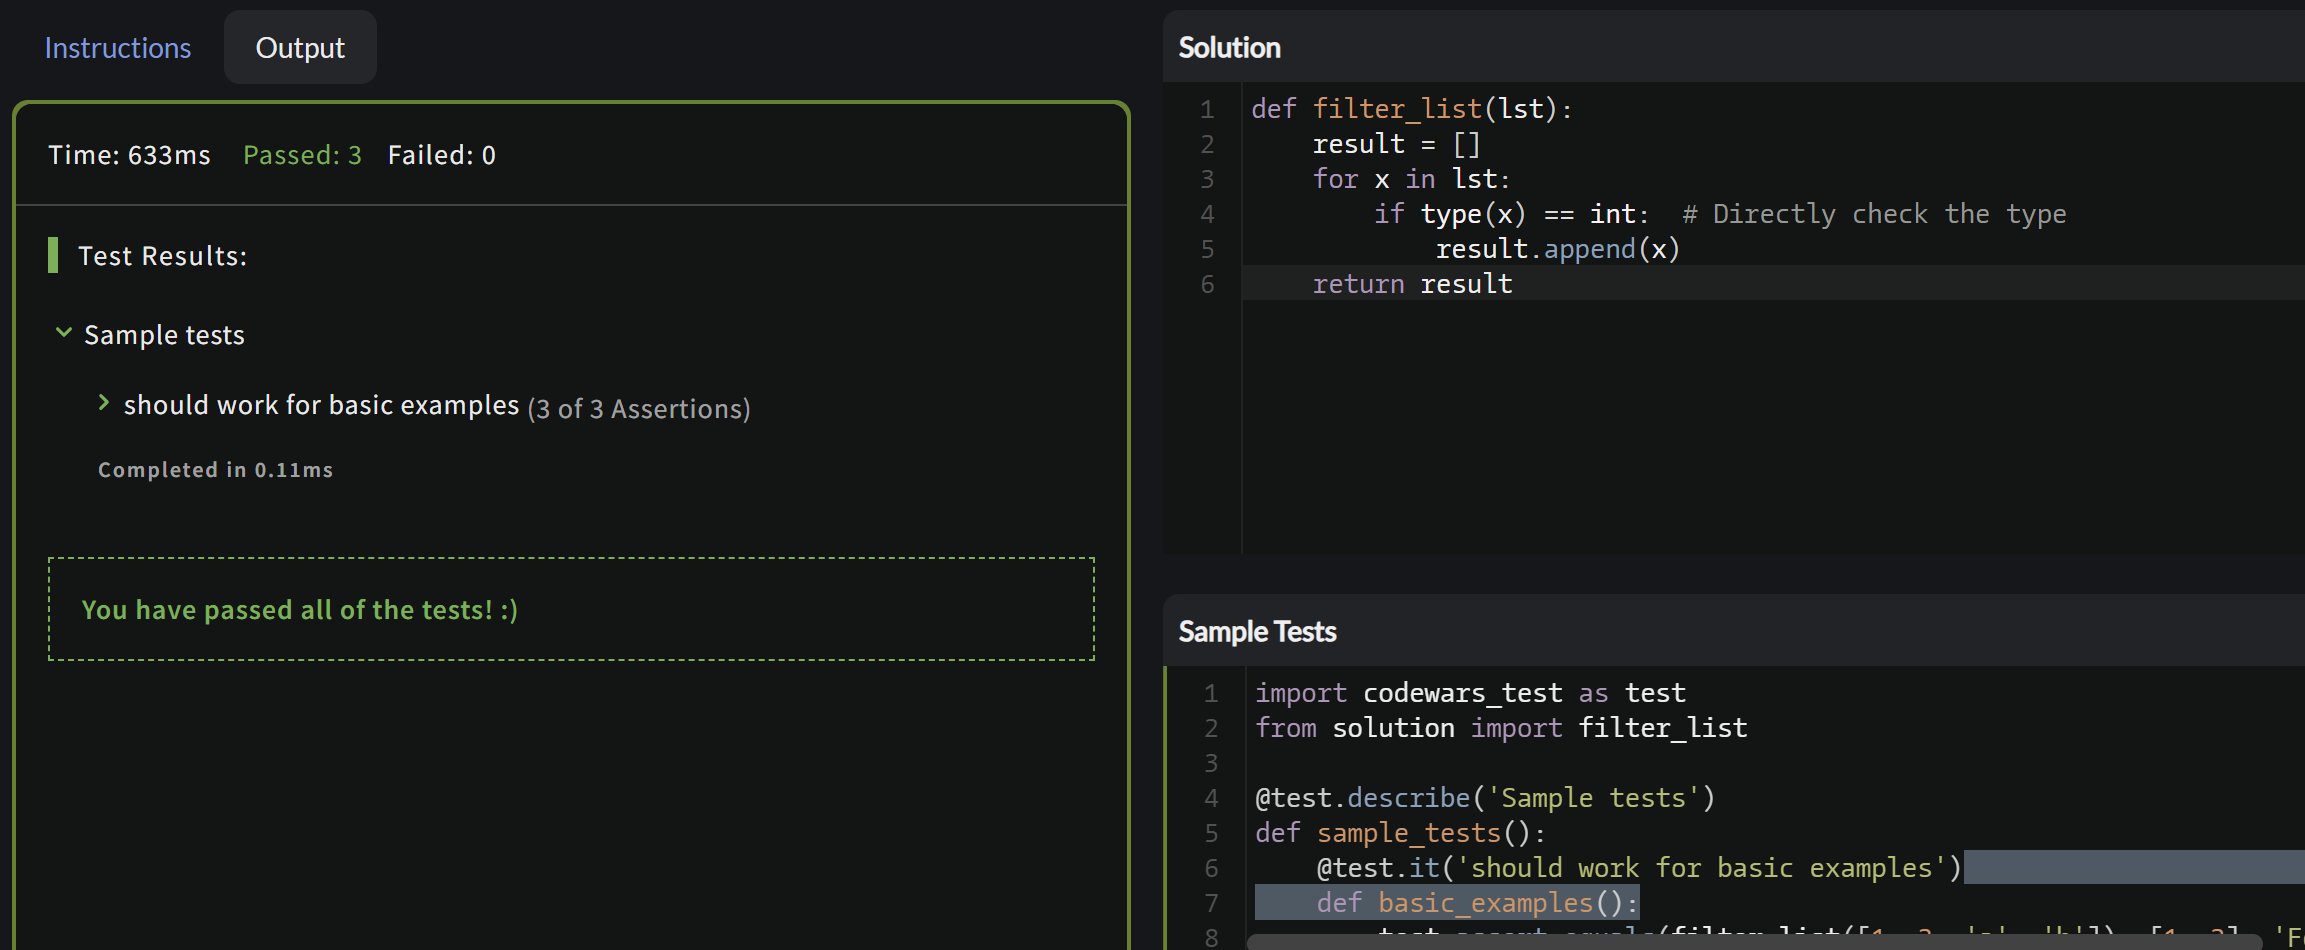 Instructions
Output
Time: 633ms Passed: 3 Failed: 0
Test Results:
Sample tests
should work for basic examples (3 of 3 Assertions)
Completed in 0.11ms
You have passed all of the tests! :)
Solution
1 def filter_list(lst):
2     result = []
3     for x in lst:
4         if type(x) == int:  # Directly check the type
5             result.append(x)
6     return result
Sample Tests
1 import codewars_test as test
2 from solution import filter_list
3
4 @test.describe('Sample tests')
5 def sample_tests():
6     @test.it('should work for basic examples')
7     def basic_examples():
8